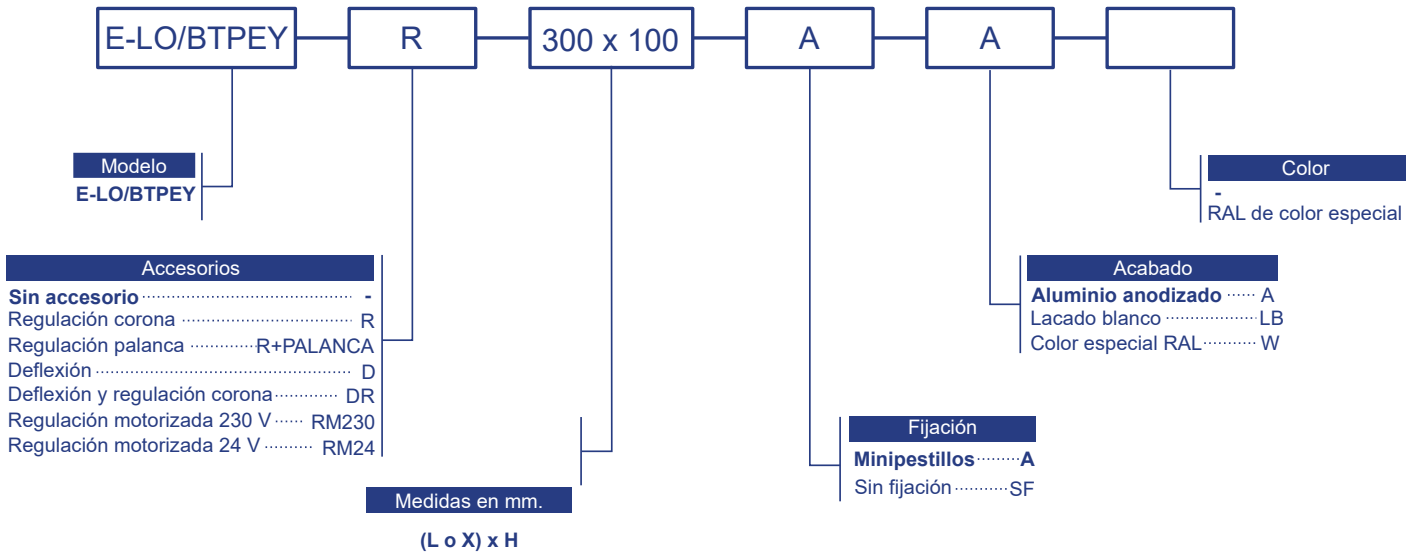 E-LO/BTPEY R 300 x 100 A A
Modelo
E-LO/BTPEY
Color
-
RAL de color especial
Accesorios
Sin accesorio -
Regulación corona R
Regulación palanca R+PALANCA
Deflexión D
Deflexión y regulación corona DR
Regulación motorizada 230 V RM230
Regulación motorizada 24 V RM24
Acabado
Aluminio anodizado A
Lacado blanco LB
Color especial RAL W
Fijación
Minipestillos A
Sin fijación SF
Medidas en mm.
(L o X) x H